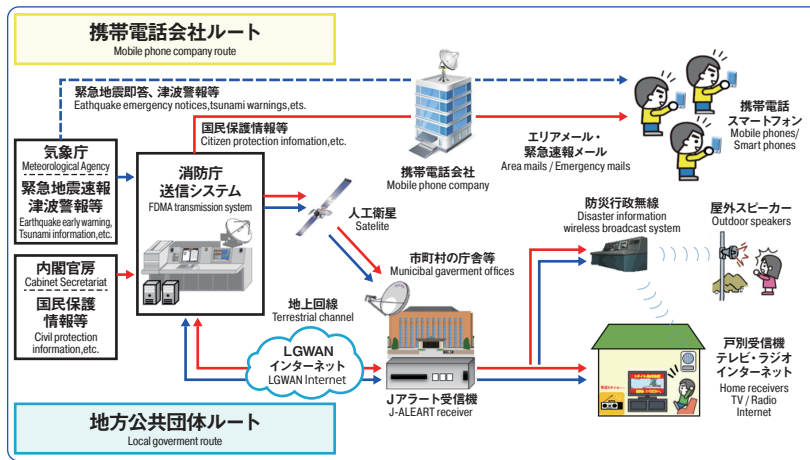 携帯電話会社ルート
Mobile phone company route
緊急地震即答、津波警報等
Eathquake emergency notices,tsunami warnings,ets.
国民保護情報等
Citizen protection infomation,etc.
携帯電話会社
Mobile phone company
エリアメール・
緊急速報メール
Area mails / Emergency mails
携帯電話
スマートフォン
Mobile phones/
Smart phones
気象庁
Meteorological Agency
緊急地震速報
津波警報等
Earthquake early warning,
Tsunami information,etc.
内閣官房
Cabinet Secretariat
国民保護
情報等
Civil protection
information,etc.
消防庁
送信システム
FDMA transmission system
人工衛星
Satelite
市町村の庁舎等
Municibal gaverment offices
地上回線
Terrestrial channel
LGWAN
インターネット
LGWAN Internet
Jアラート受信機
J-ALEART receiver
防災行政無線
Disaster information
wireless broadcast system
屋外スピーカー
Outdoor speakers
戸別受信機
テレビ・ラジオ
インターネット
Home receivers
TV / Radio
Internet
地方公共団体ルート
Local goverment route